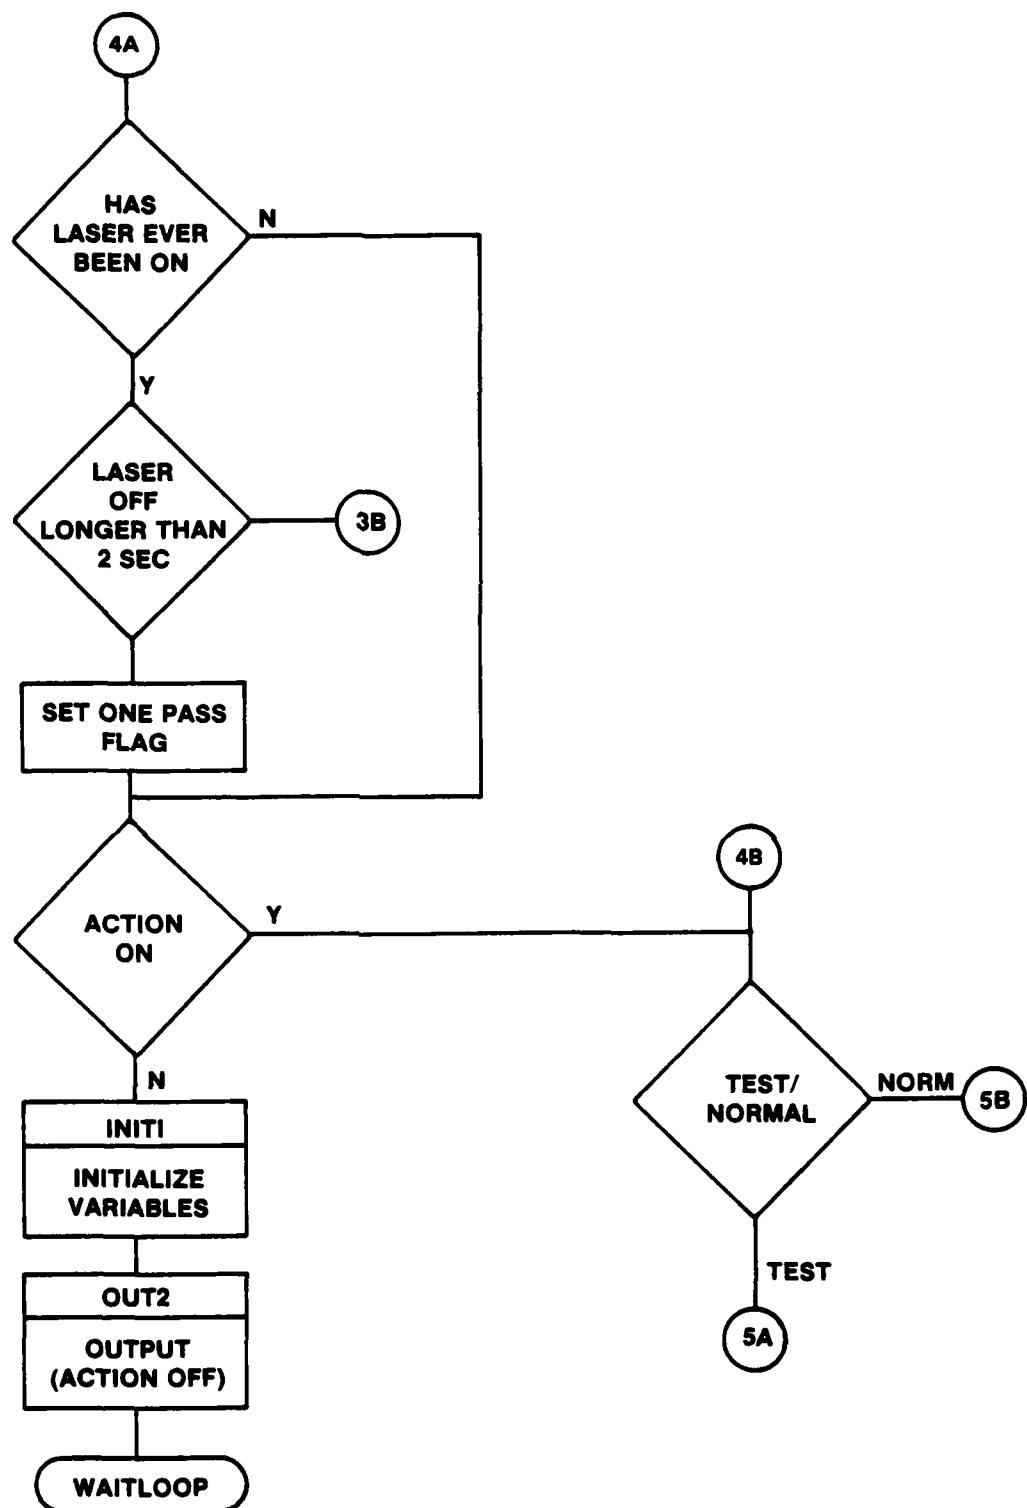 4A
HAS
LASER EVER
BEEN ON
N
Y
LASER
OFF
LONGER THAN
2 SEC
3B
SET ONE PASS
FLAG
ACTION
ON
Y
N
INITI
INITIALIZE
VARIABLES
OUT2
OUTPUT
(ACTION OFF)
WAITLOOP
4B
TEST/
NORMAL
NORM
5B
TEST
5A